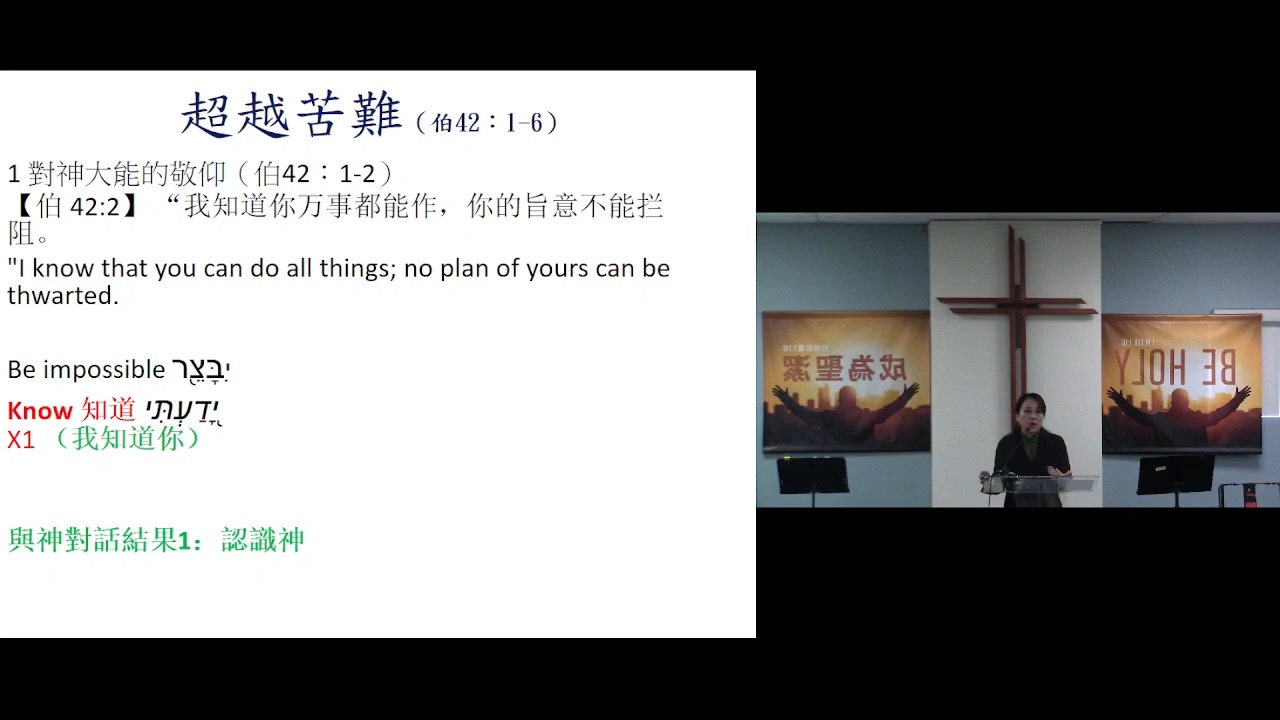 超越苦難（伯42：1-6）
1 對神大能的敬仰（伯42：1-2）
【伯 42:2】 “我知道你万事都能作，你的旨意不能拦
阻。
"I know that you can do all things; no plan of yours can be
thwarted.
Be impossible יִבָּצֵ֖ר
Know 知道 יָ֭דַעְתִּי
X1 （我知道你）
與神對話結果1：認識神
成為聖潔
1 PETER 1:16
BE HOLY